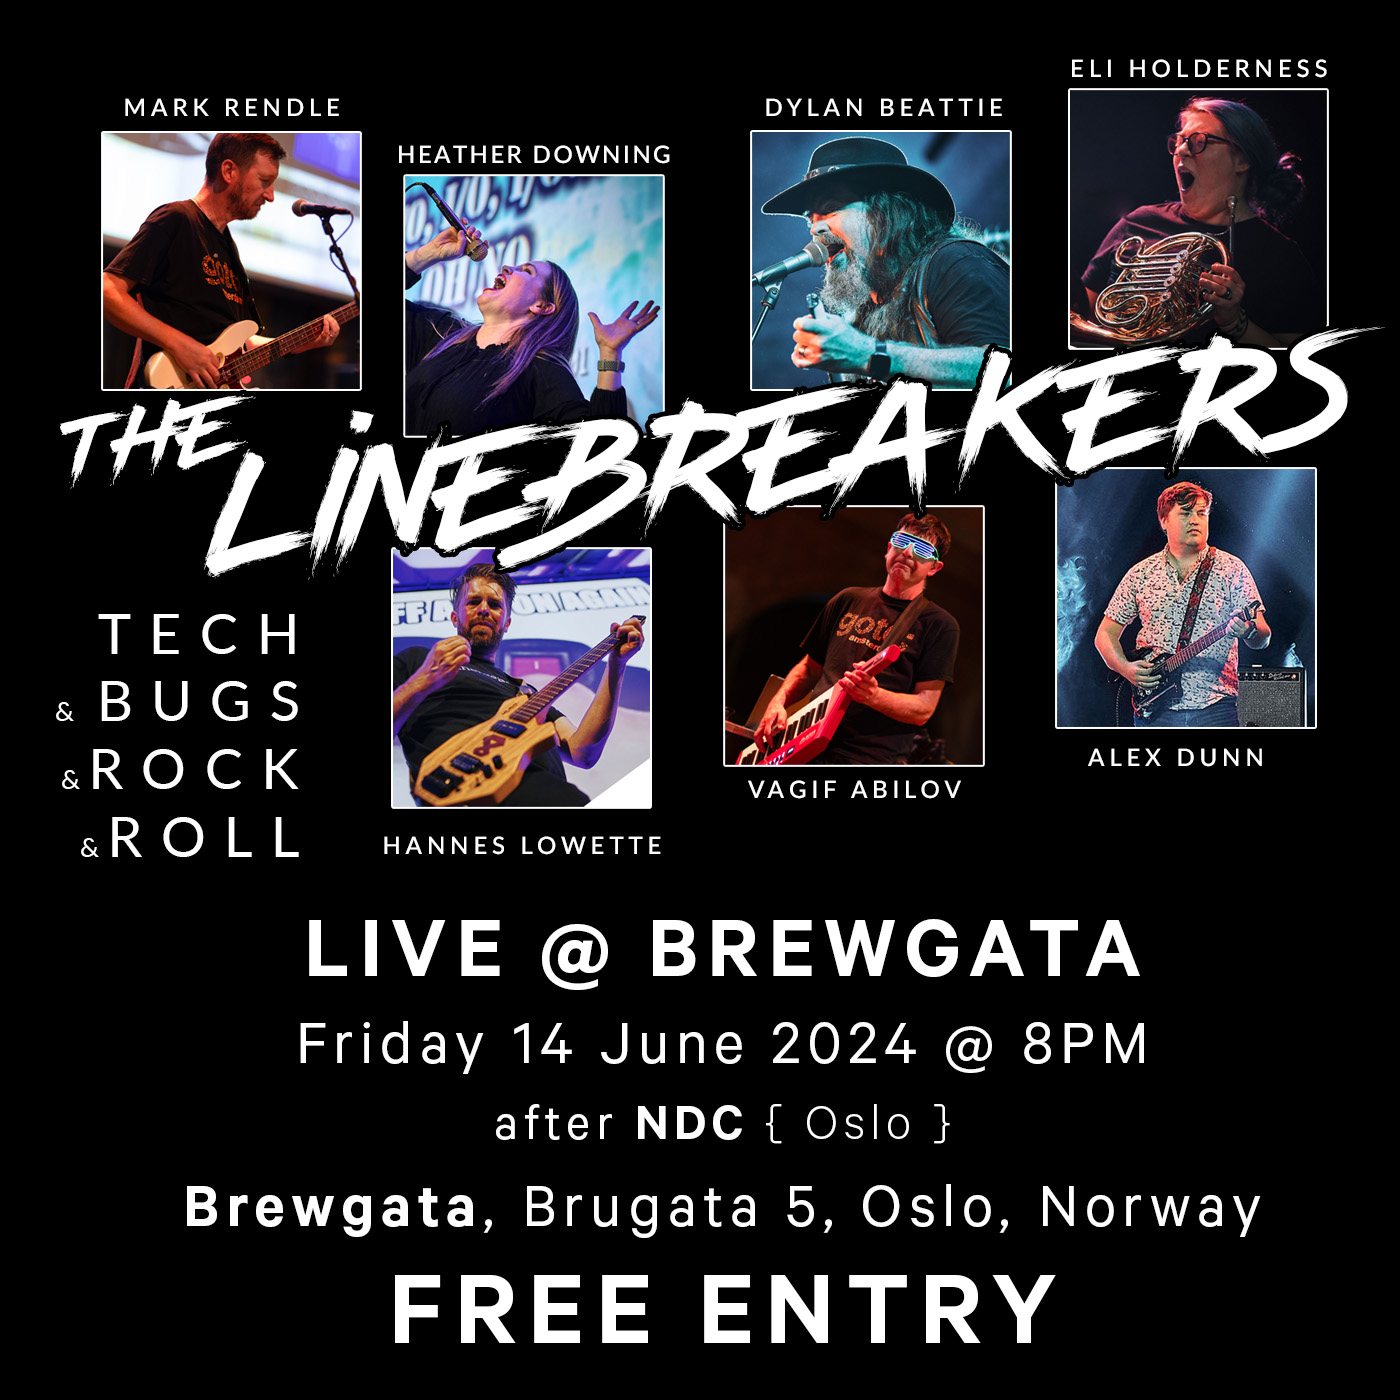 MARK RENDLE
HEATHER DOWNING
DYLAN BEATTIE
ELI HOLDERNESS
THE LINEBREAKERS
TECH
& BUGS
& ROCK
& ROLL
HANNES LOWETTE
VAGIF ABILOV
ALEX DUNN
LIVE @ BREWGATA
Friday 14 June 2024 @ 8PM
after NDC { Oslo }
Brewgata, Brugata 5, Oslo, Norway
FREE ENTRY